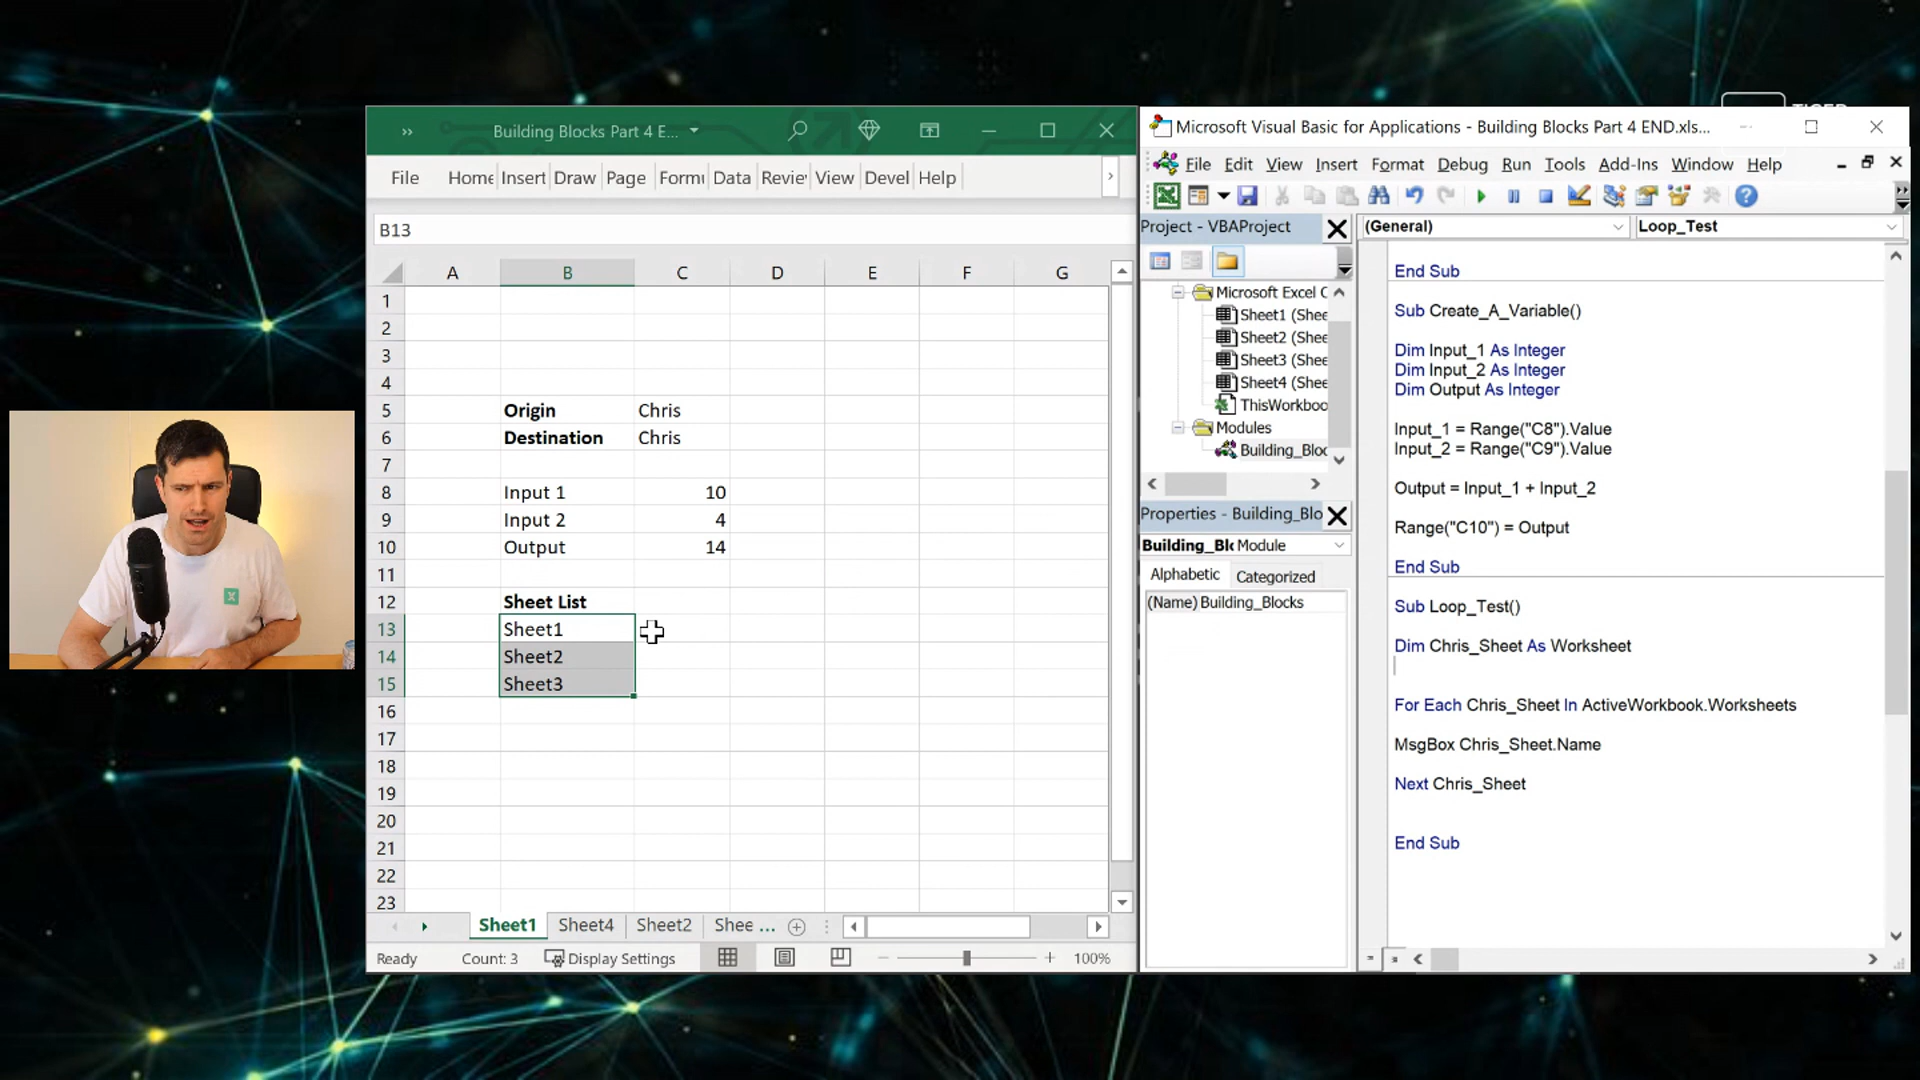 TIGER
Building Blocks Part 4 E...
File Home Insert Draw Page Formu Data Review View Devel Help
B13
A B C D E F G
1
2
3
4
5 Origin Chris
6 Destination Chris
7
8 Input 1 10
9 Input 2 4
10 Output 14
11
12 Sheet List
13 Sheet1
14 Sheet2
15 Sheet3
16
17
18
19
20
21
22
23
Sheet1 Sheet4 Sheet2 Shee ...
Ready Count: 3 Display Settings 100%
Microsoft Visual Basic for Applications - Building Blocks Part 4 END.xls...
File Edit View Insert Format Debug Run Tools Add-Ins Window Help
Project - VBAProject
Microsoft Excel O
Sheet1 (Shee
Sheet2 (Shee
Sheet3 (Shee
Sheet4 (Shee
ThisWorkboo
Modules
Building_Bloc
Properties - Building_Blo
Building_Blo Module
Alphabetic Categorized
(Name) Building_Blocks
(General) Loop_Test
End Sub
Sub Create_A_Variable()
Dim Input_1 As Integer
Dim Input_2 As Integer
Dim Output As Integer
Input_1 = Range("C8").Value
Input_2 = Range("C9").Value
Output = Input_1 + Input_2
Range("C10") = Output
End Sub
Sub Loop_Test()
Dim Chris_Sheet As Worksheet
For Each Chris_Sheet In ActiveWorkbook.Worksheets
MsgBox Chris_Sheet.Name
Next Chris_Sheet
End Sub